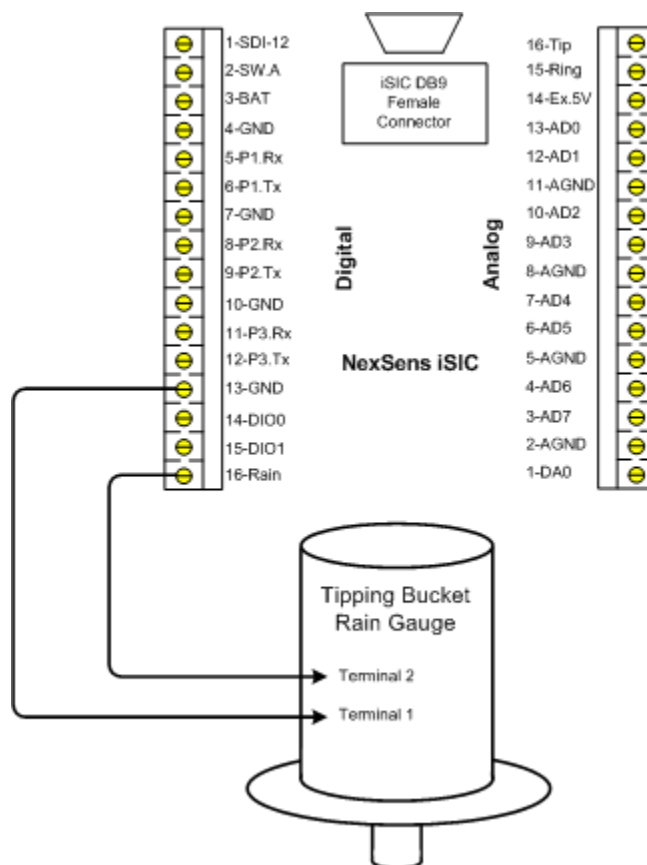 1-SDI-12
2-SW.A
3-BAT
4-GND
5-P1.Rx
6-P1.Tx
7-GND
8-P2.Rx
9-P2.Tx
10-GND
11-P3.Rx
12-P3.Tx
13-GND
14-DIO0
15-DIO1
16-Rain
iSIC DB9
Female
Connector
Digital
Analog
NexSens iSIC
16-Tip
15-Ring
14-Ex.5V
13-AD0
12-AD1
11-AGND
10-AD2
9-AD3
8-AGND
7-AD4
6-AD5
5-AGND
4-AD6
3-AD7
2-AGND
1-DA0
Tipping Bucket
Rain Gauge
Terminal 2
Terminal 1